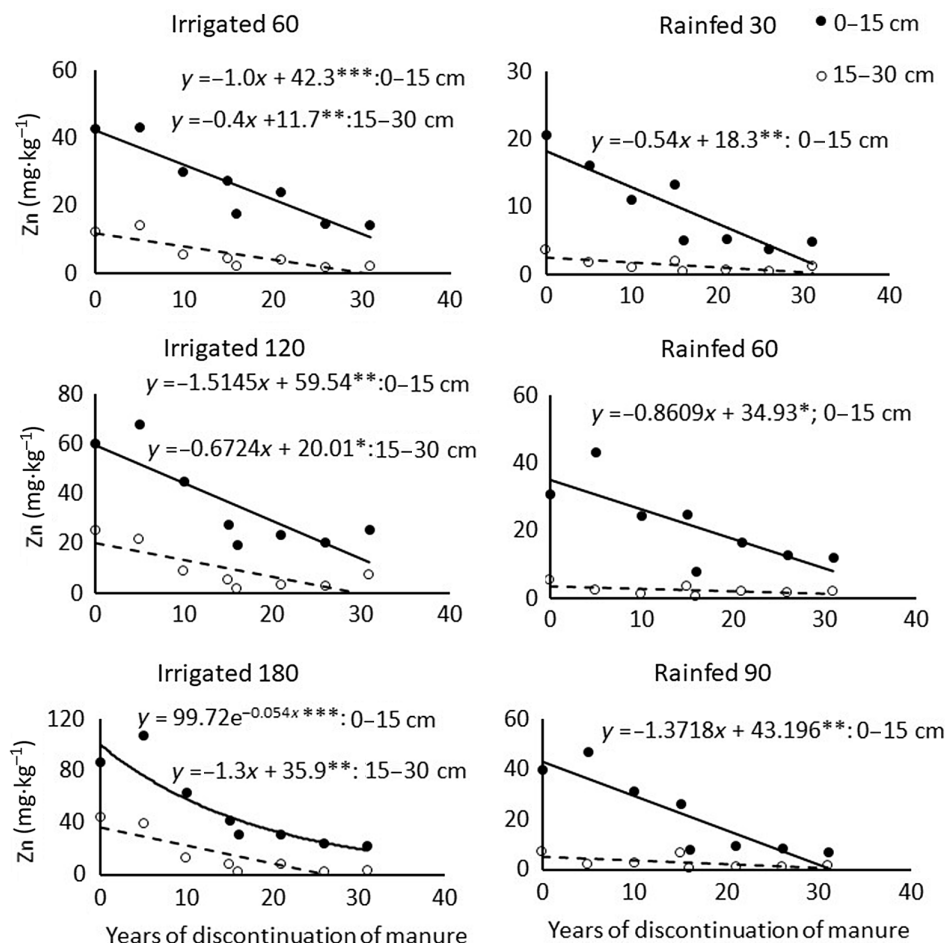 Irrigated 60
60
40
20
0
0 10 20 30 40
Zn (mg·kg⁻¹)
y =–1.0x + 42.3***:0–15 cm
y =–0.4x +11.7**:15–30 cm
Rainfed 30
0–15 cm
15–30 cm
30
20
10
0
0 10 20 30 40
y =–0.54x + 18.3**: 0–15 cm
Irrigated 120
80
60
40
20
0
0 10 20 30 40
Zn (mg·kg⁻¹)
y =–1.5145x + 59.54**:0–15 cm
y =–0.6724x + 20.01*:15–30 cm
Rainfed 60
60
40
20
0
0 10 20 30 40
y =–0.8609x + 34.93*; 0–15 cm
Irrigated 180
120
80
40
0
0 10 20 30 40
Zn (mg·kg⁻¹)
y = 99.72e⁻⁰·⁰⁵⁴ˣ***: 0–15 cm
y =–1.3x + 35.9**: 15–30 cm
Years of discontinuation of manure
Rainfed 90
60
40
20
0
0 10 20 30 40
y =–1.3718x + 43.196**: 0–15 cm
Years of discontinuation of manure